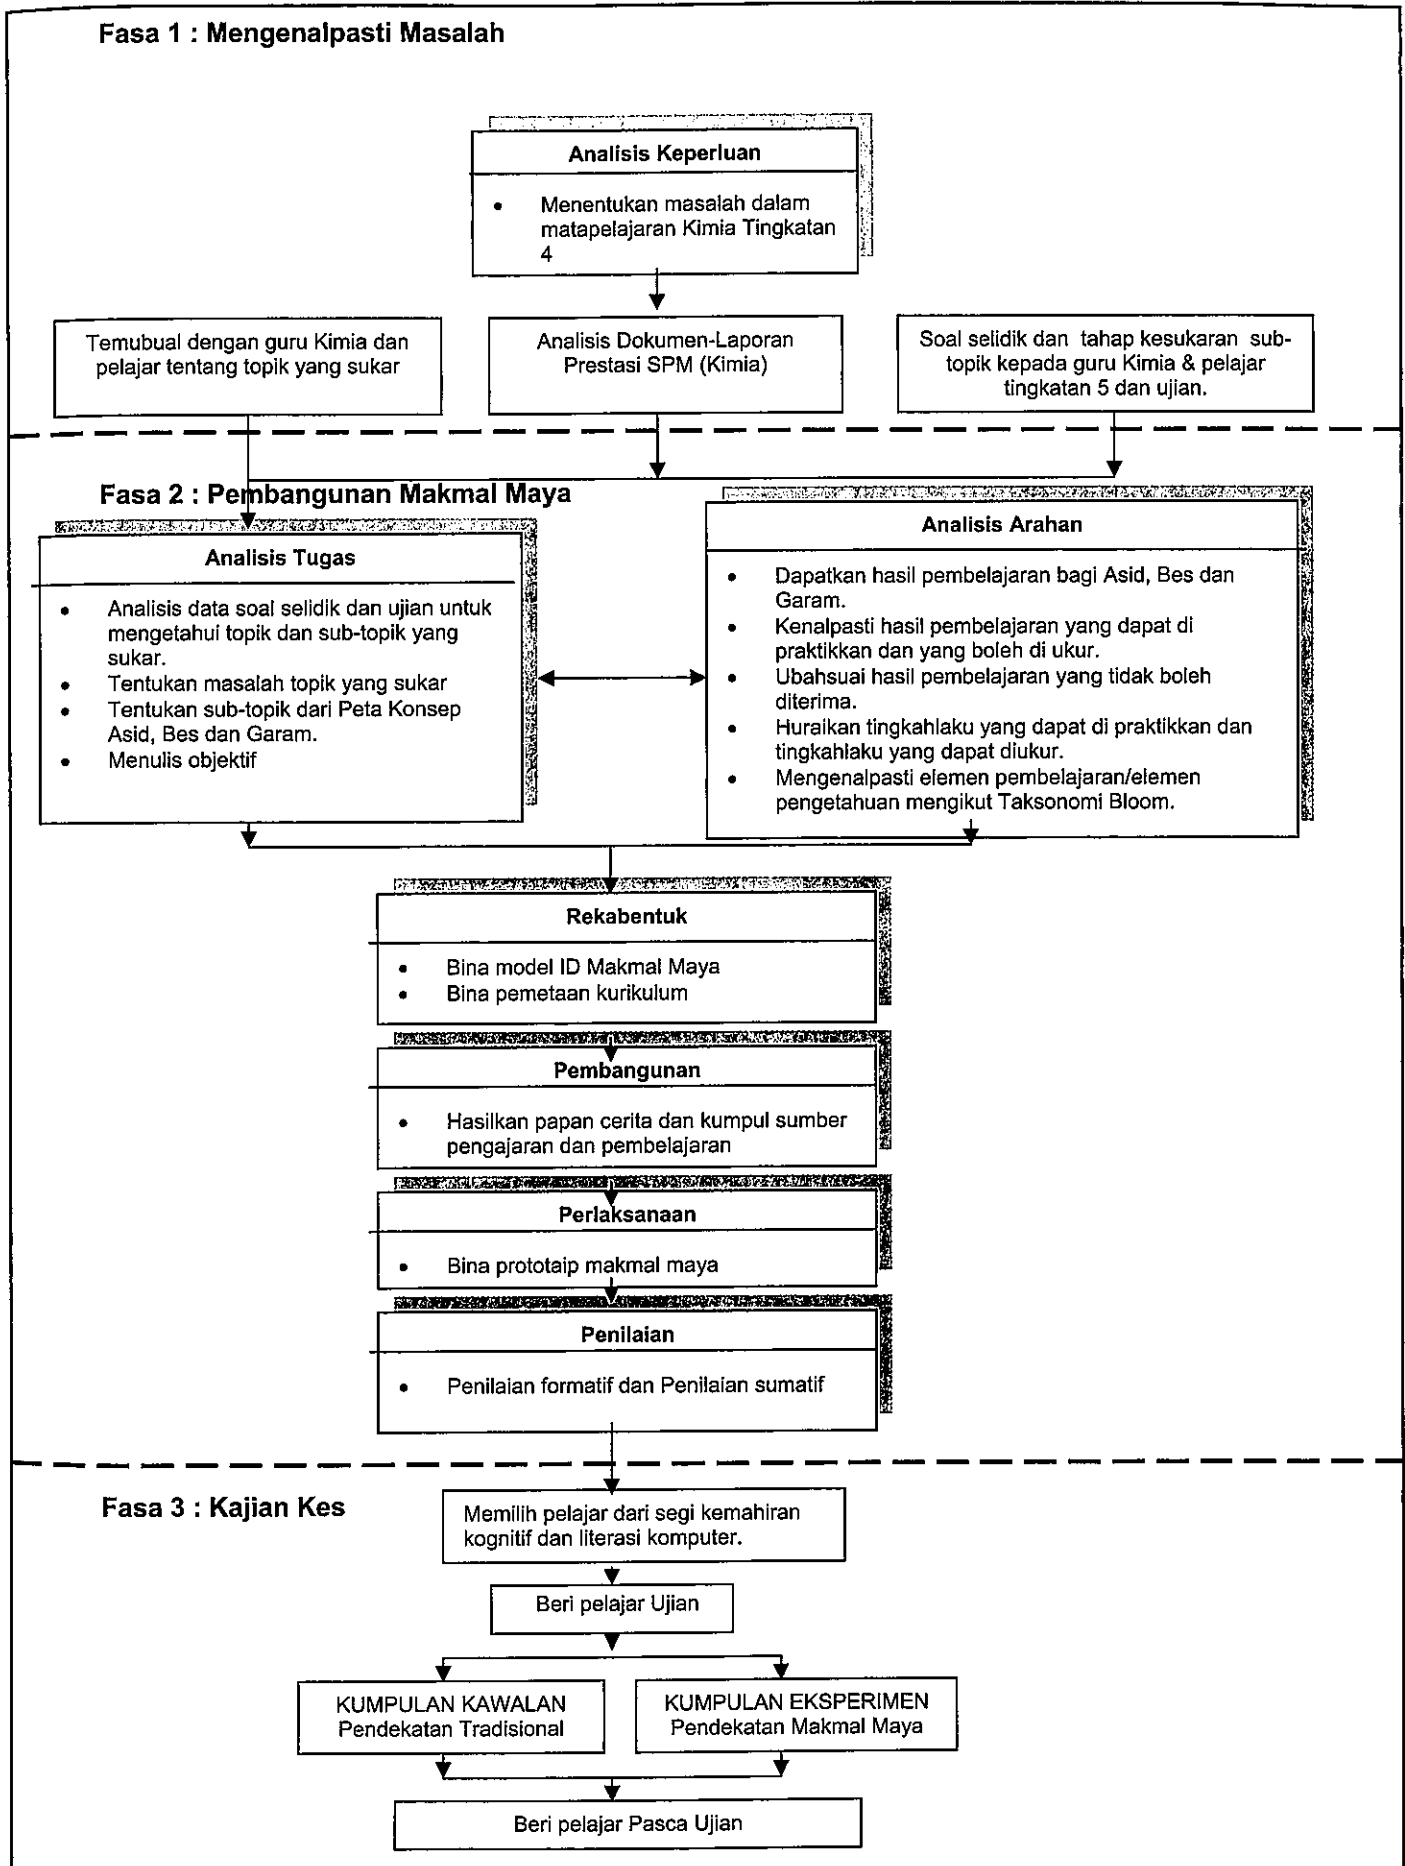 Fasa 1 : Mengenalpasti Masalah
Analisis Keperluan
• Menentukan masalah dalam
matapelajaran Kimia Tingkatan
4
Temubual dengan guru Kimia dan
pelajar tentang topik yang sukar
Analisis Dokumen-Laporan
Prestasi SPM (Kimia)
Soal selidik dan tahap kesukaran sub-
topik kepada guru Kimia & pelajar
tingkatan 5 dan ujian.
Fasa 2 : Pembangunan Makmal Maya
Analisis Tugas
• Analisis data soal selidik dan ujian untuk
mengetahui topik dan sub-topik yang
sukar.
• Tentukan masalah topik yang sukar
• Tentukan sub-topik dari Peta Konsep
Asid, Bes dan Garam.
• Menulis objektif
Analisis Arahan
• Dapatkan hasil pembelajaran bagi Asid, Bes dan
Garam.
• Kenalpasti hasil pembelajaran yang dapat di
praktikkan dan yang boleh di ukur.
• Ubahsuai hasil pembelajaran yang tidak boleh
diterima.
• Huraikan tingkahlaku yang dapat di praktikkan dan
tingkahlaku yang dapat diukur.
• Mengenalpasti elemen pembelajaran/elemen
pengetahuan mengikut Taksonomi Bloom.
Rekabentuk
• Bina model ID Makmal Maya
• Bina pemetaan kurikulum
Pembangunan
• Hasilkan papan cerita dan kumpul sumber
pengajaran dan pembelajaran
Perlaksanaan
• Bina prototaip makmal maya
Penilaian
• Penilaian formatif dan Penilaian sumatif
Fasa 3 : Kajian Kes
Memilih pelajar dari segi kemahiran
kognitif dan literasi komputer.
Beri pelajar Ujian
KUMPULAN KAWALAN
Pendekatan Tradisional
KUMPULAN EKSPERIMEN
Pendekatan Makmal Maya
Beri pelajar Pasca Ujian